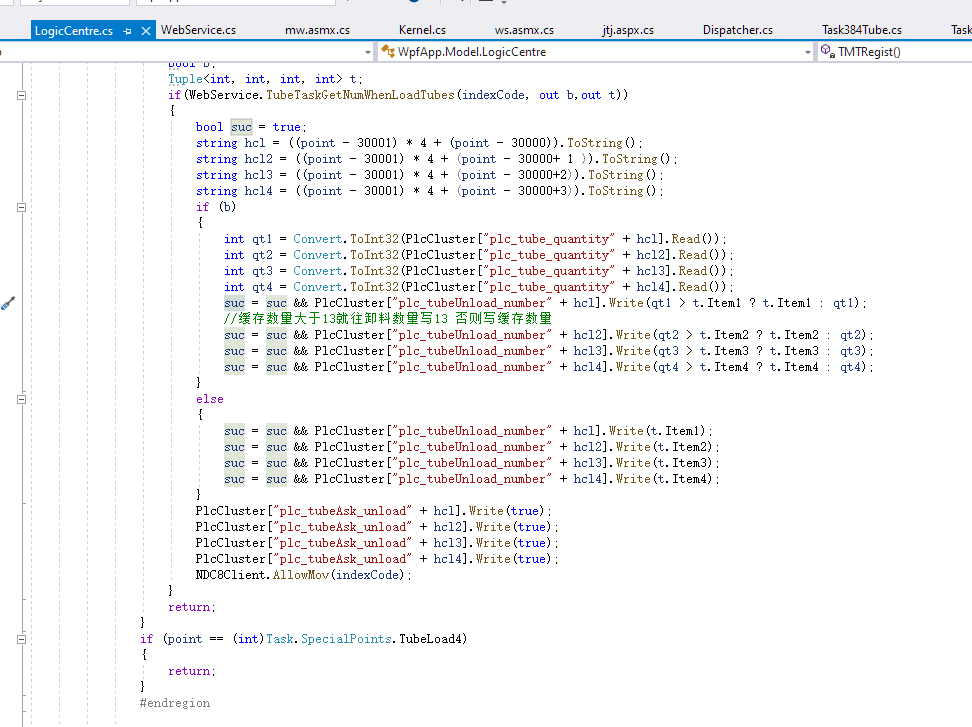 LogicCentre.cs
WebService.cs
mw.asmx.cs
Kernel.cs
ws.asmx.cs
jtj.aspx.cs
Dispatcher.cs
Task384Tube.cs
Task
WpfApp.Model.LogicCentre
TMTRegist()
bool b;
Tuple<int, int, int, int> t;
if(WebService.TubeTaskGetNumWhenLoadTubes(indexCode, out b,out t))
{
bool suc = true;
string hcl = ((point - 30001) * 4 + (point - 30000)).ToString();
string hcl2 = ((point - 30001) * 4 + (point - 30000+ 1 )).ToString();
string hcl3 = ((point - 30001) * 4 + (point - 30000+2)).ToString();
string hcl4 = ((point - 30001) * 4 + (point - 30000+3)).ToString();
if (b)
{
int qt1 = Convert.ToInt32(PlcCluster["plc_tube_quantity" + hcl].Read());
int qt2 = Convert.ToInt32(PlcCluster["plc_tube_quantity" + hcl2].Read());
int qt3 = Convert.ToInt32(PlcCluster["plc_tube_quantity" + hcl3].Read());
int qt4 = Convert.ToInt32(PlcCluster["plc_tube_quantity" + hcl4].Read());
suc = suc && PlcCluster["plc_tubeUnload_number" + hcl].Write(qt1 > t.Item1 ? t.Item1 : qt1);
//缓存数量大于13就往卸料数量写13 否则写缓存数量
suc = suc && PlcCluster["plc_tubeUnload_number" + hcl2].Write(qt2 > t.Item2 ? t.Item2 : qt2);
suc = suc && PlcCluster["plc_tubeUnload_number" + hcl3].Write(qt3 > t.Item3 ? t.Item3 : qt3);
suc = suc && PlcCluster["plc_tubeUnload_number" + hcl4].Write(qt4 > t.Item4 ? t.Item4 : qt4);
}
else
{
suc = suc && PlcCluster["plc_tubeUnload_number" + hcl].Write(t.Item1);
suc = suc && PlcCluster["plc_tubeUnload_number" + hcl2].Write(t.Item2);
suc = suc && PlcCluster["plc_tubeUnload_number" + hcl3].Write(t.Item3);
suc = suc && PlcCluster["plc_tubeUnload_number" + hcl4].Write(t.Item4);
}
PlcCluster["plc_tubeAsk_unload" + hcl].Write(true);
PlcCluster["plc_tubeAsk_unload" + hcl2].Write(true);
PlcCluster["plc_tubeAsk_unload" + hcl3].Write(true);
PlcCluster["plc_tubeAsk_unload" + hcl4].Write(true);
NDC8Client.AllowMov(indexCode);
}
return;
}
if (point == (int)Task.SpecialPoints.TubeLoad4)
{
return;
}
#endregion